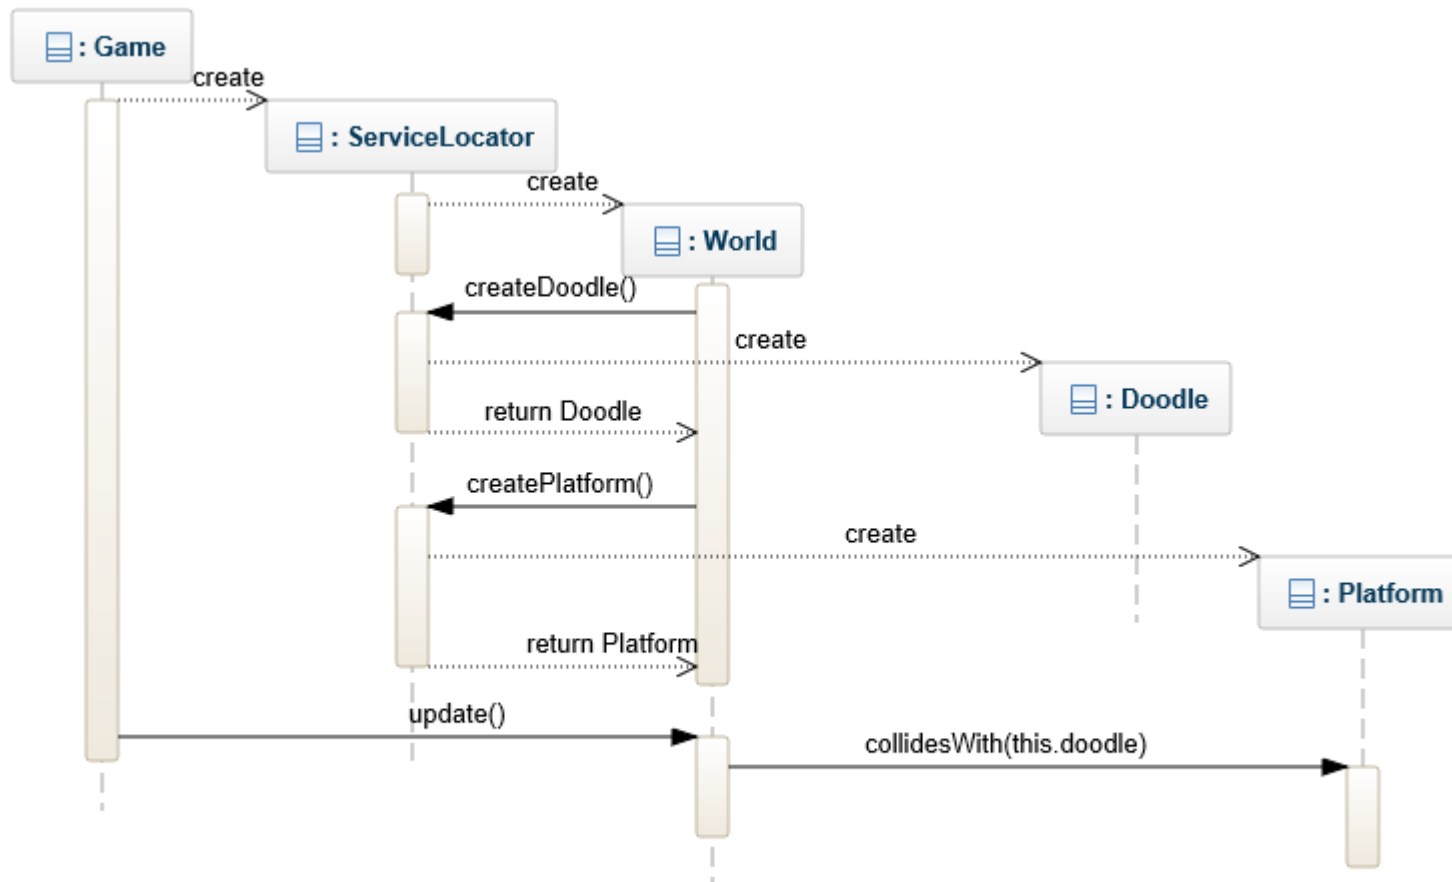 : Game
create
: ServiceLocator
create
: World
createDoodle()
create
: Doodle
return Doodle
createPlatform()
create
: Platform
return Platform
update()
collidesWith(this.doodle)